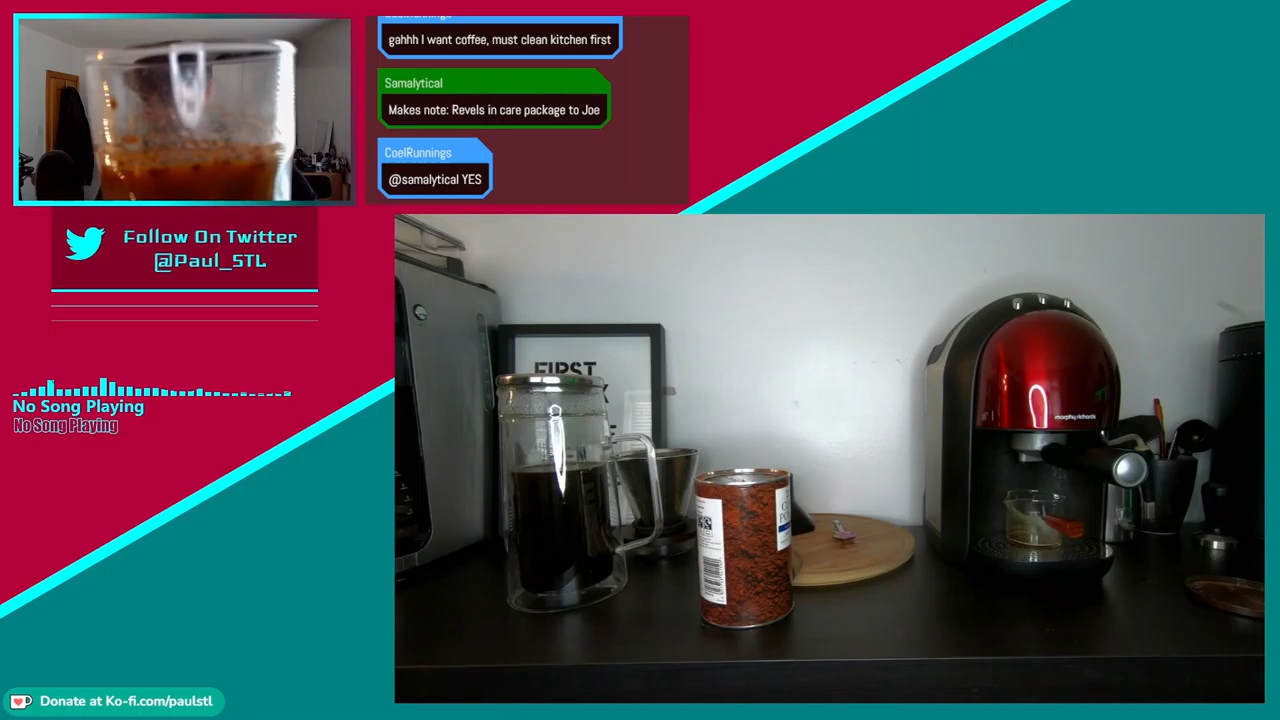 gahhh I want coffee, must clean kitchen first
Samalytical
Makes note: Revels in care package to Joe
CoelRunnings
@samalytical YES
Follow On Twitter
@Paul_STL
No Song Playing
No Song Playing
FIRST
morphy richards
Donate at Ko-fi.com/paulstl